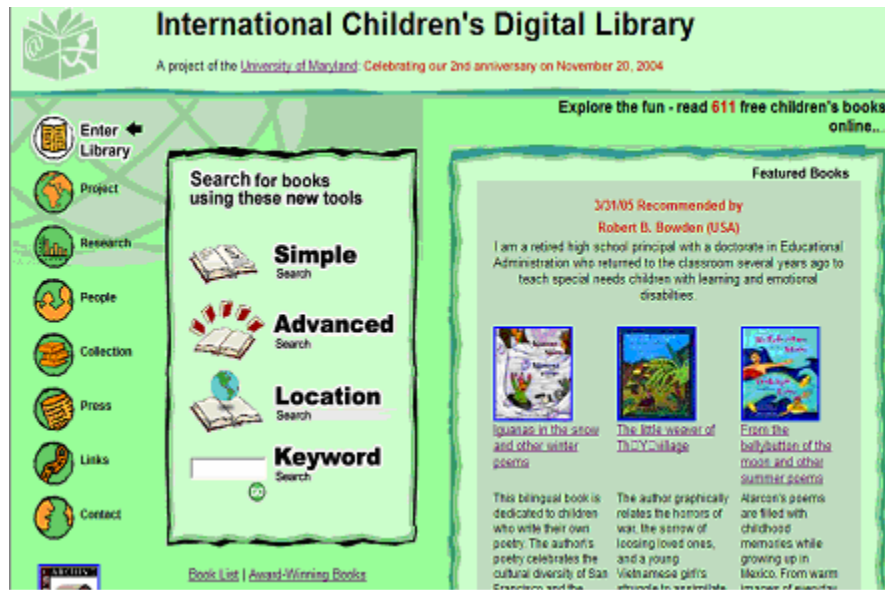 International Children's Digital Library
A project of the University of Maryland: Celebrating our 2nd anniversary on November 20, 2004
Explore the fun - read 611 free children's books
online..
Enter
Library
Project
Research
People
Collection
Press
Links
Contact
Search for books
using these new tools
Simple
Search
Advanced
Search
Location
Search
Keyword
Search
Book List | Award-Winning Books
Featured Books
3/31/05 Recommended by
Robert B. Bowden (USA)
I am a retired high school principal with a doctorate in Educational
Administration who returned to the classroom several years ago to
teach special needs children with learning and emotional
disabilties.
Iguanas in the snow
and other winter
poems
This bilingual book is
dedicated to children
who write their own
poetry. The author's
poetry celebrates the
cultural diversity of San
Francisco and the
The little weaver of
Th□Y□village
The author graphically
relates the horrors of
war, the sorrow of
loosing loved ones,
and a young
Vietnamese girl's
struggle to assimilate
From the
bellybutton of the
moon and other
summer poems
Alarcon's poems
are filled with
childhood
memories while
growing up in
Mexico. From warm
images of everyday